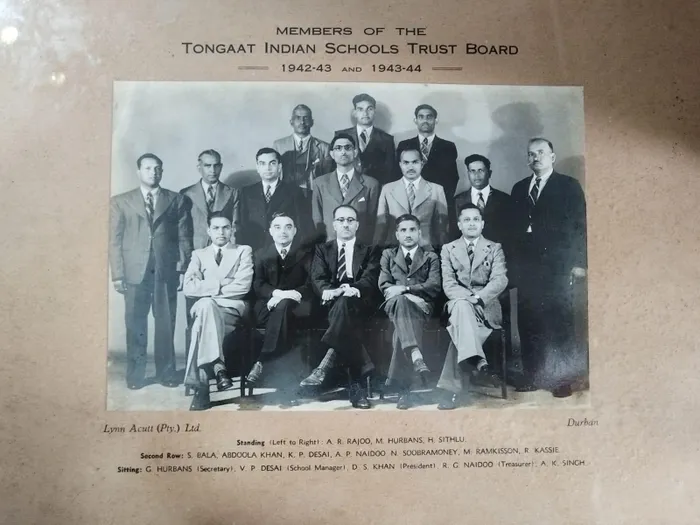 MEMBERS OF THE
TONGAAT INDIAN SCHOOLS TRUST BOARD
1942-43 AND 1943-44
Lynn Acutt (Pty.) Ltd. Durban
Standing (Left to Right): A. R. RAJOO, M. HURBANS, H. SITHLU.
Second Row: S. BALA, ABDOOLA KHAN, K. P. DESAI, A. P. NAIDOO N. SOOBRAMONEY, M. RAMKISSON, R. KASSIE.
Sitting: G. HURBANS (Secretary), V. P. DESAI (School Manager), D. S. KHAN (President), R. G. NAIDOO (Treasurer), A. K. SINGH.